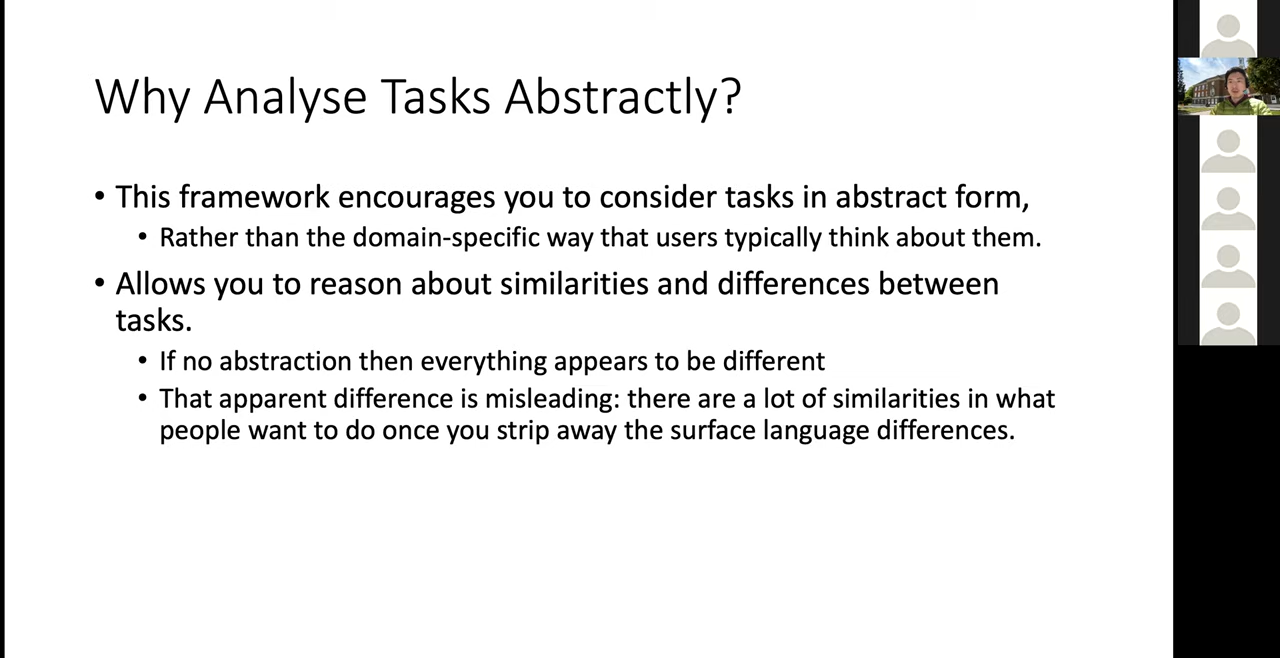 Why Analyse Tasks Abstractly?
• This framework encourages you to consider tasks in abstract form,
• Rather than the domain-specific way that users typically think about them.
• Allows you to reason about similarities and differences between
tasks.
• If no abstraction then everything appears to be different
• That apparent difference is misleading: there are a lot of similarities in what
people want to do once you strip away the surface language differences.